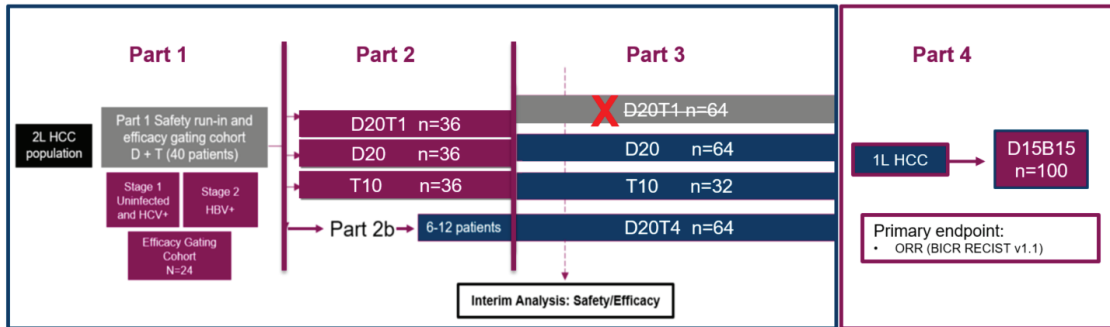 Part 1
Part 2
Part 3
Part 4
2L HCC
population
Part 1 Safety run-in and
efficacy gating cohort
D + T (40 patients)
Stage 1
Uninfected
and HCV+
Stage 2
HBV+
Efficacy Gating
Cohort
N=24
D20T1 n=36
D20 n=36
T10 n=36
Part 2b
6-12 patients
X D20T1 n=64
D20 n=64
T10 n=32
D20T4 n=64
Interim Analysis: Safety/Efficacy
1L HCC
D15B15
n=100
Primary endpoint:
• ORR (BICR RECIST v1.1)